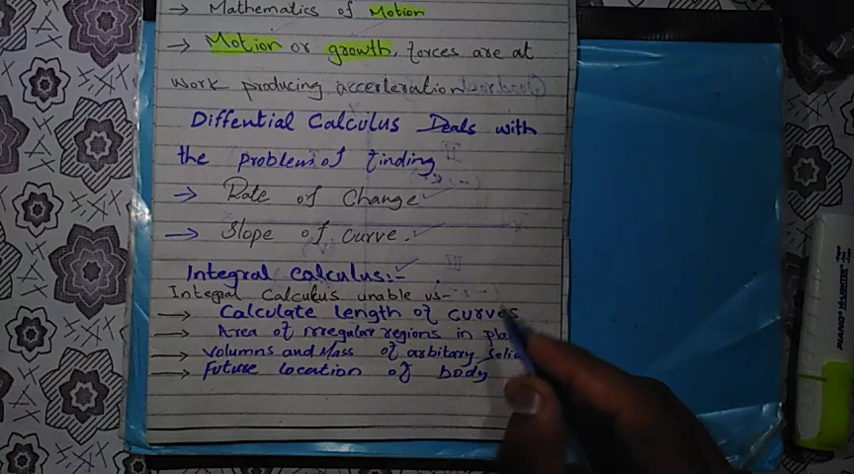 → Mathematics of Motion
→ Motion or growth, forces are at
work producing accerleration
Diffential Calculus Deals with
the problem of finding
→ Rate of Change
→ Slope of Curve.
Integral calculus:-
Integral Calculus unable us-
→ Calculate length of curves
→ Area of irregular regions in
→ Volumns and Mass of arbitary
→ Future location of body